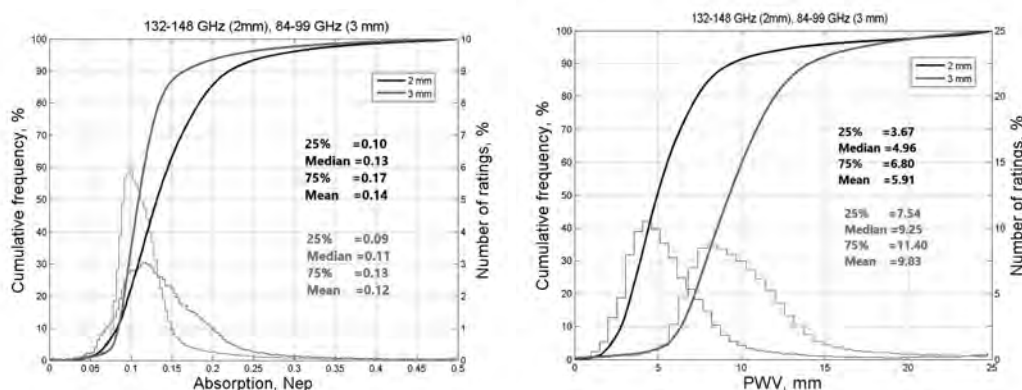 132-148 GHz (2mm), 84-99 GHz (3 mm)
Cumulative frequency, %
100
90
80
70
60
50
40
30
20
10
0
2 mm
3 mm
25% =0.10
Median =0.13
75% =0.17
Mean =0.14
25% =0.09
Median =0.11
75% =0.13
Mean =0.12
10
9
8
7
6
5
4
3
2
1
0
Number of ratings, %
0 0.05 0.1 0.15 0.2 0.25 0.3 0.35 0.4 0.45 0.5
Absorption, Nep
132-148 GHz (2mm), 84-99 GHz (3 mm)
Cumulative frequency, %
100
90
80
70
60
50
40
30
20
10
0
2 mm
3 mm
25% =3.67
Median =4.96
75% =6.80
Mean =5.91
25% =7.54
Median =9.25
75% =11.40
Mean =9.83
25
20
15
10
5
0
Number of ratings, %
0 5 10 15 20 25
PWV, mm